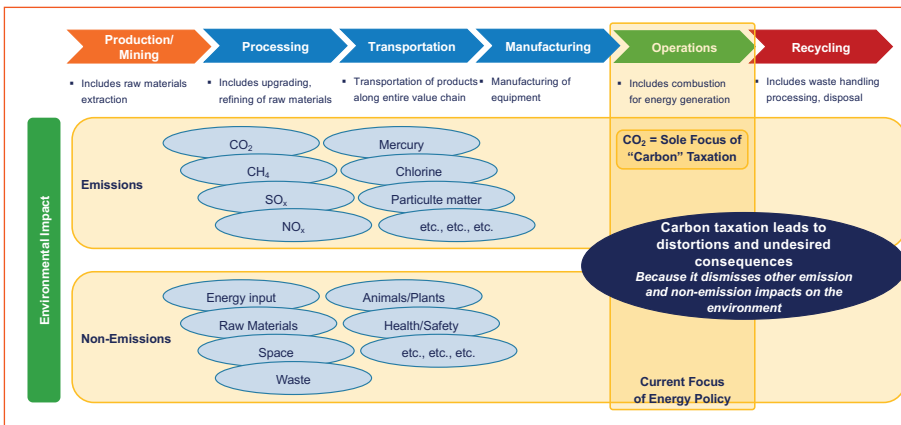 Production/
Mining
Processing
Transportation
Manufacturing
Operations
Recycling
▪ Includes raw materials
extraction
▪ Includes upgrading,
refining of raw materials
▪ Transportation of products
along entire value chain
▪ Manufacturing of
equipment
▪ Includes combustion
for energy generation
▪ Includes waste handling
processing, disposal
Environmental Impact
Emissions
CO₂
CH₄
SOₓ
NOₓ
Mercury
Chlorine
Particulte matter
etc., etc., etc.
CO₂ = Sole Focus of
“Carbon” Taxation
Carbon taxation leads to
distortions and undesired
consequences
Because it dismisses other emission
and non-emission impacts on the
environment
Non-Emissions
Energy input
Raw Materials
Space
Waste
Animals/Plants
Health/Safety
etc., etc., etc.
Current Focus
of Energy Policy